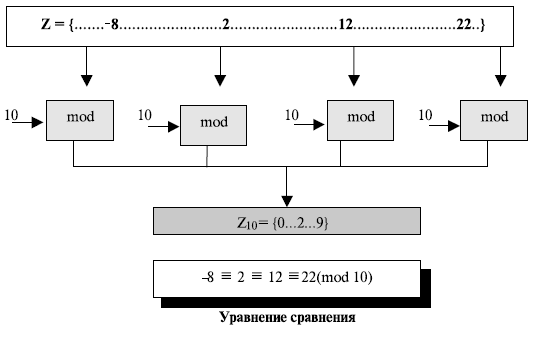 Z = {.......-8.......................2.........................12........................22..}
10 mod 10 mod 10 mod 10 mod
Z10 = {0...2...9}
-8 ≡ 2 ≡ 12 ≡22(mod 10)
Уравнение сравнения